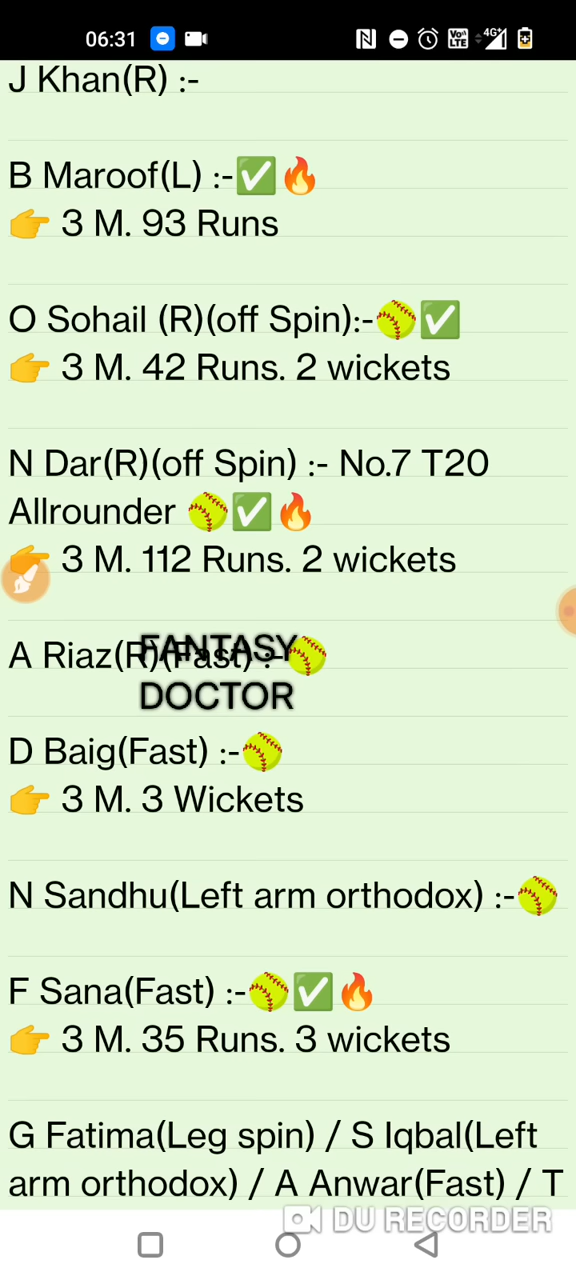 06:31
VoLTE 4G+
J Khan(R) :-
B Maroof(L) :-✅🔥
👉 3 M. 93 Runs
O Sohail (R)(off Spin):-🥎✅
👉 3 M. 42 Runs. 2 wickets
N Dar(R)(off Spin) :- No.7 T20
Allrounder 🥎✅🔥
👉 3 M. 112 Runs. 2 wickets
A Riaz(R)(Fast) :-🥎
FANTASY
DOCTOR
D Baig(Fast) :-🥎
👉 3 M. 3 Wickets
N Sandhu(Left arm orthodox) :-🥎
F Sana(Fast) :-🥎✅🔥
👉 3 M. 35 Runs. 3 wickets
G Fatima(Leg spin) / S Iqbal(Left
arm orthodox) / A Anwar(Fast) / T
DU RECORDER